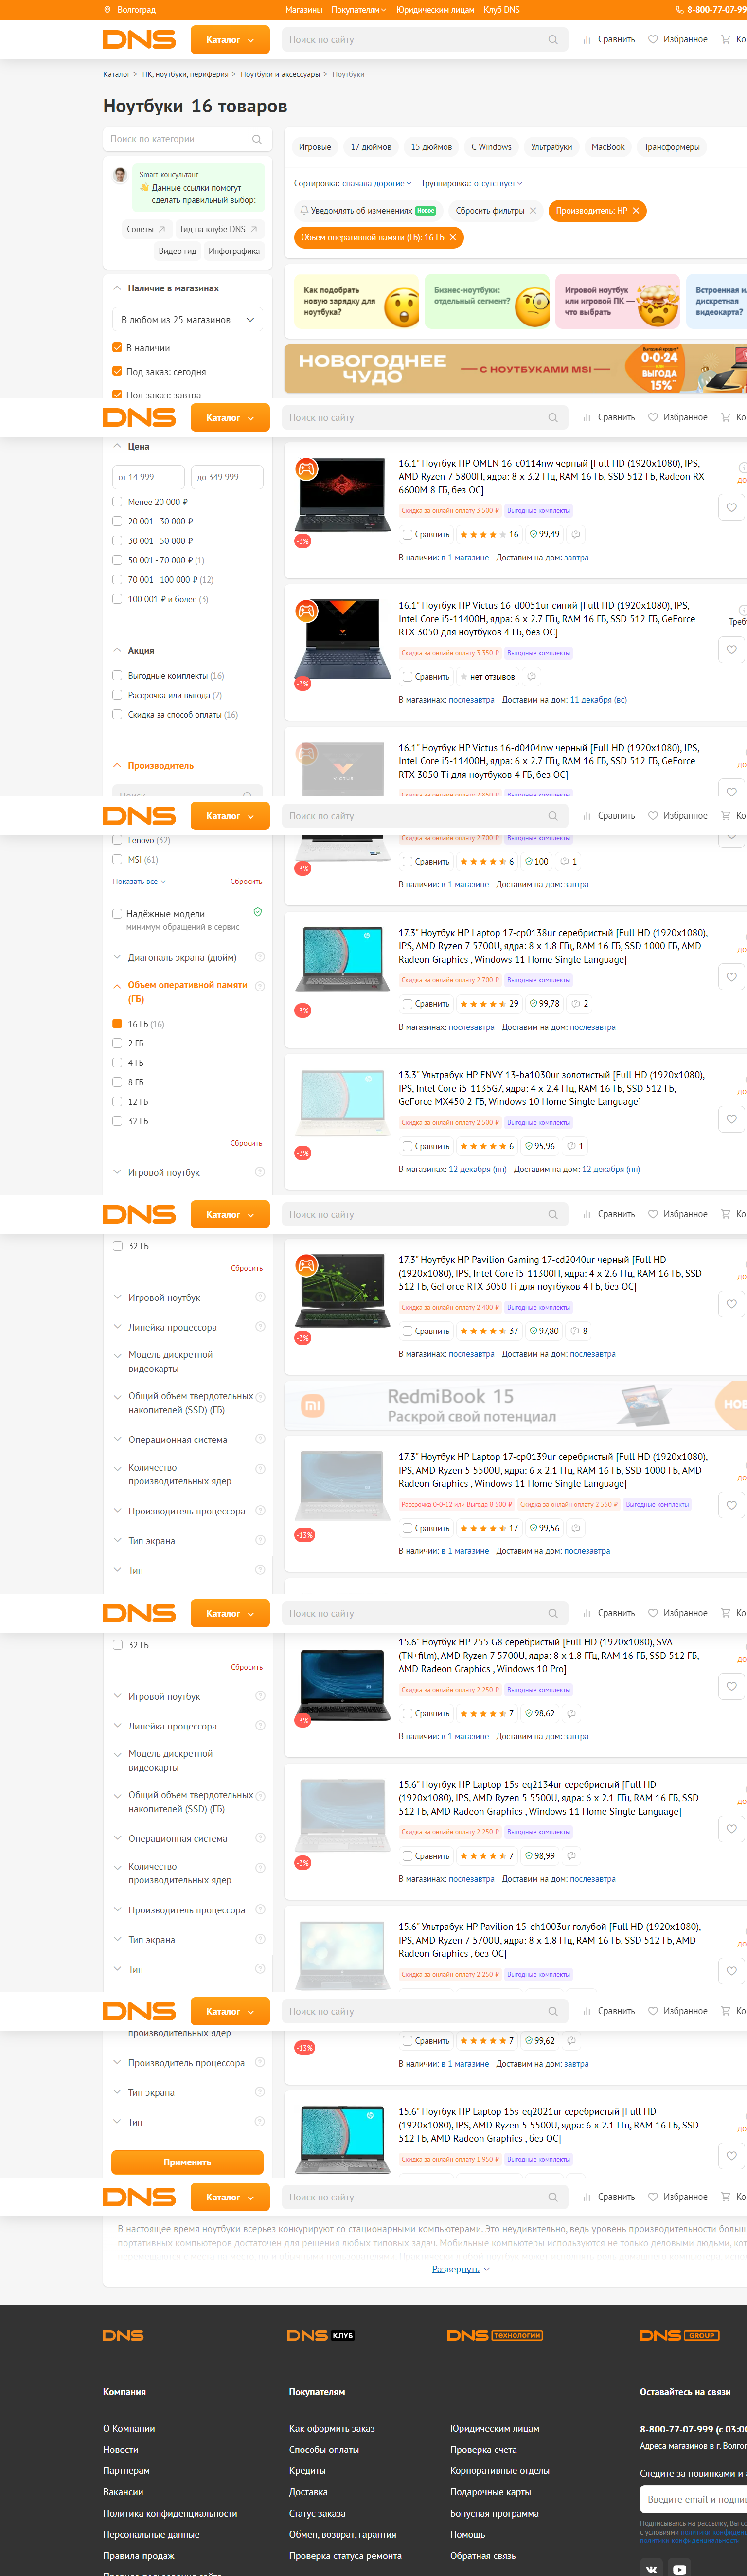 Волгоград
Магазины Покупателям Юридическим лицам Клуб DNS
8-800-77-07-99
DNS
Каталог
Поиск по сайту
Сравнить
Избранное
Каталог > ПК, ноутбуки, периферия > Ноутбуки и аксессуары > Ноутбуки
Ноутбуки 16 товаров
Поиск по категории
Smart-консультант
Данные ссылки помогут
сделать правильный выбор:
Советы
Гид на клубе DNS
Видео гид
Инфографика
Наличие в магазинах
В любом из 25 магазинов
В наличии
Под заказ: сегодня
Под заказ: завтра
Игровые
17 дюймов
15 дюймов
С Windows
Ультрабуки
MacBook
Трансформеры
Сортировка: сначала дорогие
Группировка: отсутствует
Уведомлять об изменениях Новое
Сбросить фильтры
Производитель: HP
Объем оперативной памяти (ГБ): 16 ГБ
Как подобрать
новую зарядку для
ноутбука?
Бизнес-ноутбуки:
отдельный сегмент?
Игровой ноутбук
или игровой ПК —
что выбрать
Встроенная и
дискретная
видеокарта?
НОВОГОДНЕЕ
ЧУДО
— С НОУТБУКАМИ MSI —
0-0-24
ВЫГОДА
15%
DNS
Каталог
Поиск по сайту
Сравнить
Избранное
Цена
от 14 999
до 349 999
Менее 20 000 ₽
20 001 - 30 000 ₽
30 001 - 50 000 ₽
50 001 - 70 000 ₽ (1)
70 001 - 100 000 ₽ (12)
100 001 ₽ и более (3)
Акция
Выгодные комплекты (16)
Рассрочка или выгода (2)
Скидка за способ оплаты (16)
Производитель
Поиск
16.1" Ноутбук HP OMEN 16-c0114nw черный [Full HD (1920x1080), IPS,
AMD Ryzen 7 5800H, ядра: 8 х 3.2 ГГц, RAM 16 ГБ, SSD 512 ГБ, Radeon RX
6600M 8 ГБ, без ОС]
Скидка за онлайн оплату 3 500 ₽
Выгодные комплекты
-3%
Сравнить
16
99,49
В наличии: в 1 магазине Доставим на дом: завтра
16.1" Ноутбук HP Victus 16-d0051ur синий [Full HD (1920x1080), IPS,
Intel Core i5-11400H, ядра: 6 х 2.7 ГГц, RAM 16 ГБ, SSD 512 ГБ, GeForce
RTX 3050 для ноутбуков 4 ГБ, без ОС]
Требу
Скидка за онлайн оплату 3 350 ₽
Выгодные комплекты
-3%
Сравнить
нет отзывов
В магазинах: послезавтра Доставим на дом: 11 декабря (вс)
16.1" Ноутбук HP Victus 16-d0404nw черный [Full HD (1920x1080), IPS,
Intel Core i5-11400H, ядра: 6 х 2.7 ГГц, RAM 16 ГБ, SSD 512 ГБ, GeForce
RTX 3050 Ti для ноутбуков 4 ГБ, без ОС]
Скидка за онлайн оплату 2 850 ₽
Выгодные комплекты
DNS
Каталог
Поиск по сайту
Сравнить
Избранное
Lenovo (32)
MSI (61)
Показать всё
Сбросить
Надёжные модели
минимум обращений в сервис
Диагональ экрана (дюйм)
Объем оперативной памяти
(ГБ)
16 ГБ (16)
2 ГБ
4 ГБ
8 ГБ
12 ГБ
32 ГБ
Сбросить
Игровой ноутбук
Скидка за онлайн оплату 2 700 ₽
Выгодные комплекты
-3%
Сравнить
6
100
1
В наличии: в 1 магазине Доставим на дом: завтра
17.3" Ноутбук HP Laptop 17-cp0138ur серебристый [Full HD (1920x1080),
IPS, AMD Ryzen 7 5700U, ядра: 8 х 1.8 ГГц, RAM 16 ГБ, SSD 1000 ГБ, AMD
Radeon Graphics , Windows 11 Home Single Language]
Скидка за онлайн оплату 2 700 ₽
Выгодные комплекты
-3%
Сравнить
29
99,78
2
В магазинах: послезавтра Доставим на дом: послезавтра
13.3" Ультрабук HP ENVY 13-ba1030ur золотистый [Full HD (1920x1080),
IPS, Intel Core i5-1135G7, ядра: 4 х 2.4 ГГц, RAM 16 ГБ, SSD 512 ГБ,
GeForce MX450 2 ГБ, Windows 10 Home Single Language]
Скидка за онлайн оплату 2 500 ₽
Выгодные комплекты
-3%
Сравнить
6
95,96
1
В магазинах: 12 декабря (пн) Доставим на дом: 12 декабря (пн)
DNS
Каталог
Поиск по сайту
Сравнить
Избранное
32 ГБ
Сбросить
Игровой ноутбук
Линейка процессора
Модель дискретной
видеокарты
Общий объем твердотельных
накопителей (SSD) (ГБ)
Операционная система
Количество
производительных ядер
Производитель процессора
Тип экрана
Тип
17.3" Ноутбук HP Pavilion Gaming 17-cd2040ur черный [Full HD
(1920x1080), IPS, Intel Core i5-11300H, ядра: 4 х 2.6 ГГц, RAM 16 ГБ, SSD
512 ГБ, GeForce RTX 3050 Ti для ноутбуков 4 ГБ, без ОС]
Скидка за онлайн оплату 2 400 ₽
Выгодные комплекты
-3%
Сравнить
37
97,80
8
В магазинах: послезавтра Доставим на дом: послезавтра
RedmiBook 15
Раскрой свой потенциал
17.3" Ноутбук HP Laptop 17-cp0139ur серебристый [Full HD (1920x1080),
IPS, AMD Ryzen 5 5500U, ядра: 6 х 2.1 ГГц, RAM 16 ГБ, SSD 1000 ГБ, AMD
Radeon Graphics , Windows 11 Home Single Language]
Рассрочка 0-0-12 или Выгода 8 500 ₽
Скидка за онлайн оплату 2 550 ₽
Выгодные комплекты
-13%
Сравнить
17
99,56
В наличии: в 1 магазине Доставим на дом: послезавтра
DNS
Каталог
Поиск по сайту
Сравнить
Избранное
32 ГБ
Сбросить
Игровой ноутбук
Линейка процессора
Модель дискретной
видеокарты
Общий объем твердотельных
накопителей (SSD) (ГБ)
Операционная система
Количество
производительных ядер
Производитель процессора
Тип экрана
Тип
15.6" Ноутбук HP 255 G8 серебристый [Full HD (1920x1080), SVA
(TN+film), AMD Ryzen 7 5700U, ядра: 8 х 1.8 ГГц, RAM 16 ГБ, SSD 512 ГБ,
AMD Radeon Graphics , Windows 10 Pro]
Скидка за онлайн оплату 2 250 ₽
Выгодные комплекты
-3%
Сравнить
7
98,62
В наличии: в 1 магазине Доставим на дом: завтра
15.6" Ноутбук HP Laptop 15s-eq2134ur серебристый [Full HD
(1920x1080), IPS, AMD Ryzen 5 5500U, ядра: 6 х 2.1 ГГц, RAM 16 ГБ, SSD
512 ГБ, AMD Radeon Graphics , Windows 11 Home Single Language]
Скидка за онлайн оплату 2 250 ₽
Выгодные комплекты
-3%
Сравнить
7
98,99
В магазинах: послезавтра Доставим на дом: послезавтра
15.6" Ультрабук HP Pavilion 15-eh1003ur голубой [Full HD (1920x1080),
IPS, AMD Ryzen 7 5700U, ядра: 8 х 1.8 ГГц, RAM 16 ГБ, SSD 512 ГБ, AMD
Radeon Graphics , без ОС]
Скидка за онлайн оплату 2 250 ₽
Выгодные комплекты
DNS
Каталог
Поиск по сайту
Сравнить
Избранное
производительных ядер
Производитель процессора
Тип экрана
Тип
Применить
-13%
Сравнить
7
99,62
В наличии: в 1 магазине Доставим на дом: завтра
15.6" Ноутбук HP Laptop 15s-eq2021ur серебристый [Full HD
(1920x1080), IPS, AMD Ryzen 5 5500U, ядра: 6 х 2.1 ГГц, RAM 16 ГБ, SSD
512 ГБ, AMD Radeon Graphics , без ОС]
Скидка за онлайн оплату 1 950 ₽
Выгодные комплекты
DNS
Каталог
Поиск по сайту
Сравнить
Избранное
В настоящее время ноутбуки всерьез конкурируют со стационарными компьютерами. Это неудивительно, ведь уровень производительности больш
портативных компьютеров достаточен для решения любых типовых задач. Мобильные компьютеры используются не только деловыми людьми, кот
Развернуть
DNS
DNS КЛУБ
DNS ТЕХНОЛОГИИ
DNS GROUP
Компания
О Компании
Новости
Партнерам
Вакансии
Политика конфиденциальности
Персональные данные
Правила продаж
Правила пользования сайта
Покупателям
Как оформить заказ
Способы оплаты
Кредиты
Доставка
Статус заказа
Обмен, возврат, гарантия
Проверка статуса ремонта
Юридическим лицам
Проверка счета
Корпоративные отделы
Подарочные карты
Бонусная программа
Помощь
Обратная связь
Оставайтесь на связи
8-800-77-07-999 (с 03:00
Адреса магазинов в г. Волгог
Следите за новинками и а
Введите email и подпиш
Подписываясь на рассылку, Вы со
с условиями политики конфиденц
политики конфиденциальности